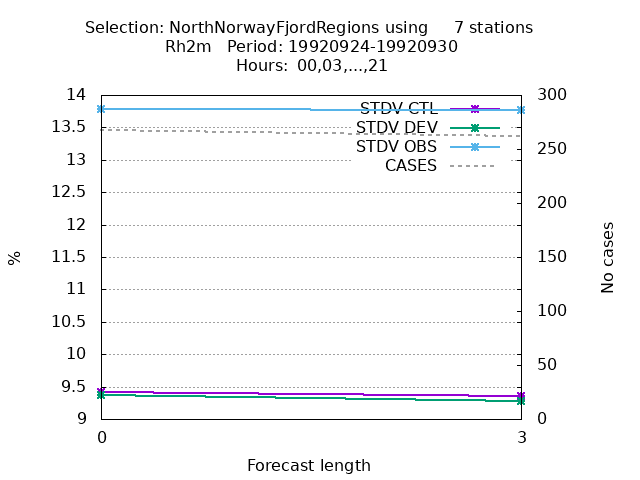 Selection: NorthNorwayFjordRegions using 7 stations
Rh2m Period: 19920924-19920930
Hours: 00,03,...,21
14
13.5
13
12.5
12
11.5
11
10.5
10
9.5
9
300
250
200
150
100
50
0
STDV CTL
STDV DEV
STDV OBS
CASES
%
No cases
0
3
Forecast length